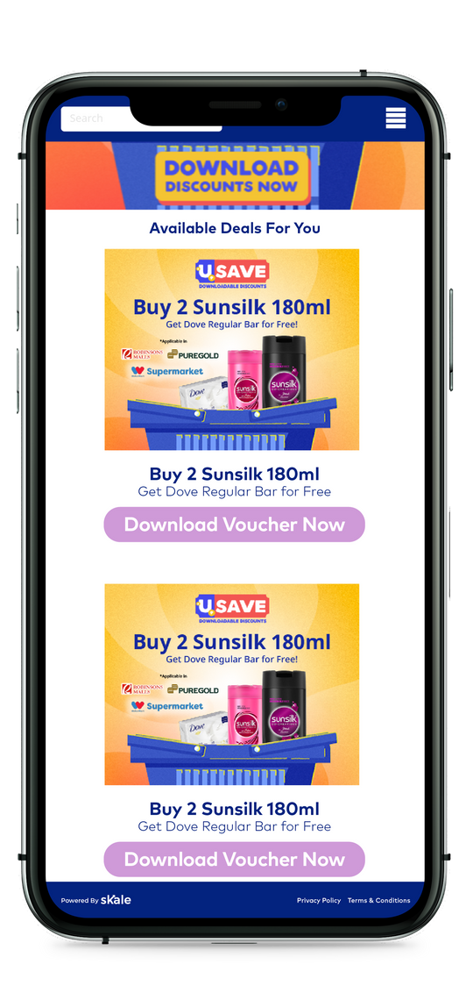 Search
DOWNLOAD
DISCOUNTS NOW
Available Deals For You
U.SAVE
DOWNLOADABLE DISCOUNTS
Buy 2 Sunsilk 180ml
Get Dove Regular Bar for Free!
*Applicable in
ROBINSONS
MALLS
PUREGOLD
Supermarket
Dove
sunsilk
sunsilk
Buy 2 Sunsilk 180ml
Get Dove Regular Bar for Free
Download Voucher Now
U.SAVE
DOWNLOADABLE DISCOUNTS
Buy 2 Sunsilk 180ml
Get Dove Regular Bar for Free!
*Applicable in
ROBINSONS
MALLS
PUREGOLD
Supermarket
Dove
sunsilk
sunsilk
Buy 2 Sunsilk 180ml
Get Dove Regular Bar for Free
Download Voucher Now
Powered By skale
Privacy Policy Terms & Conditions